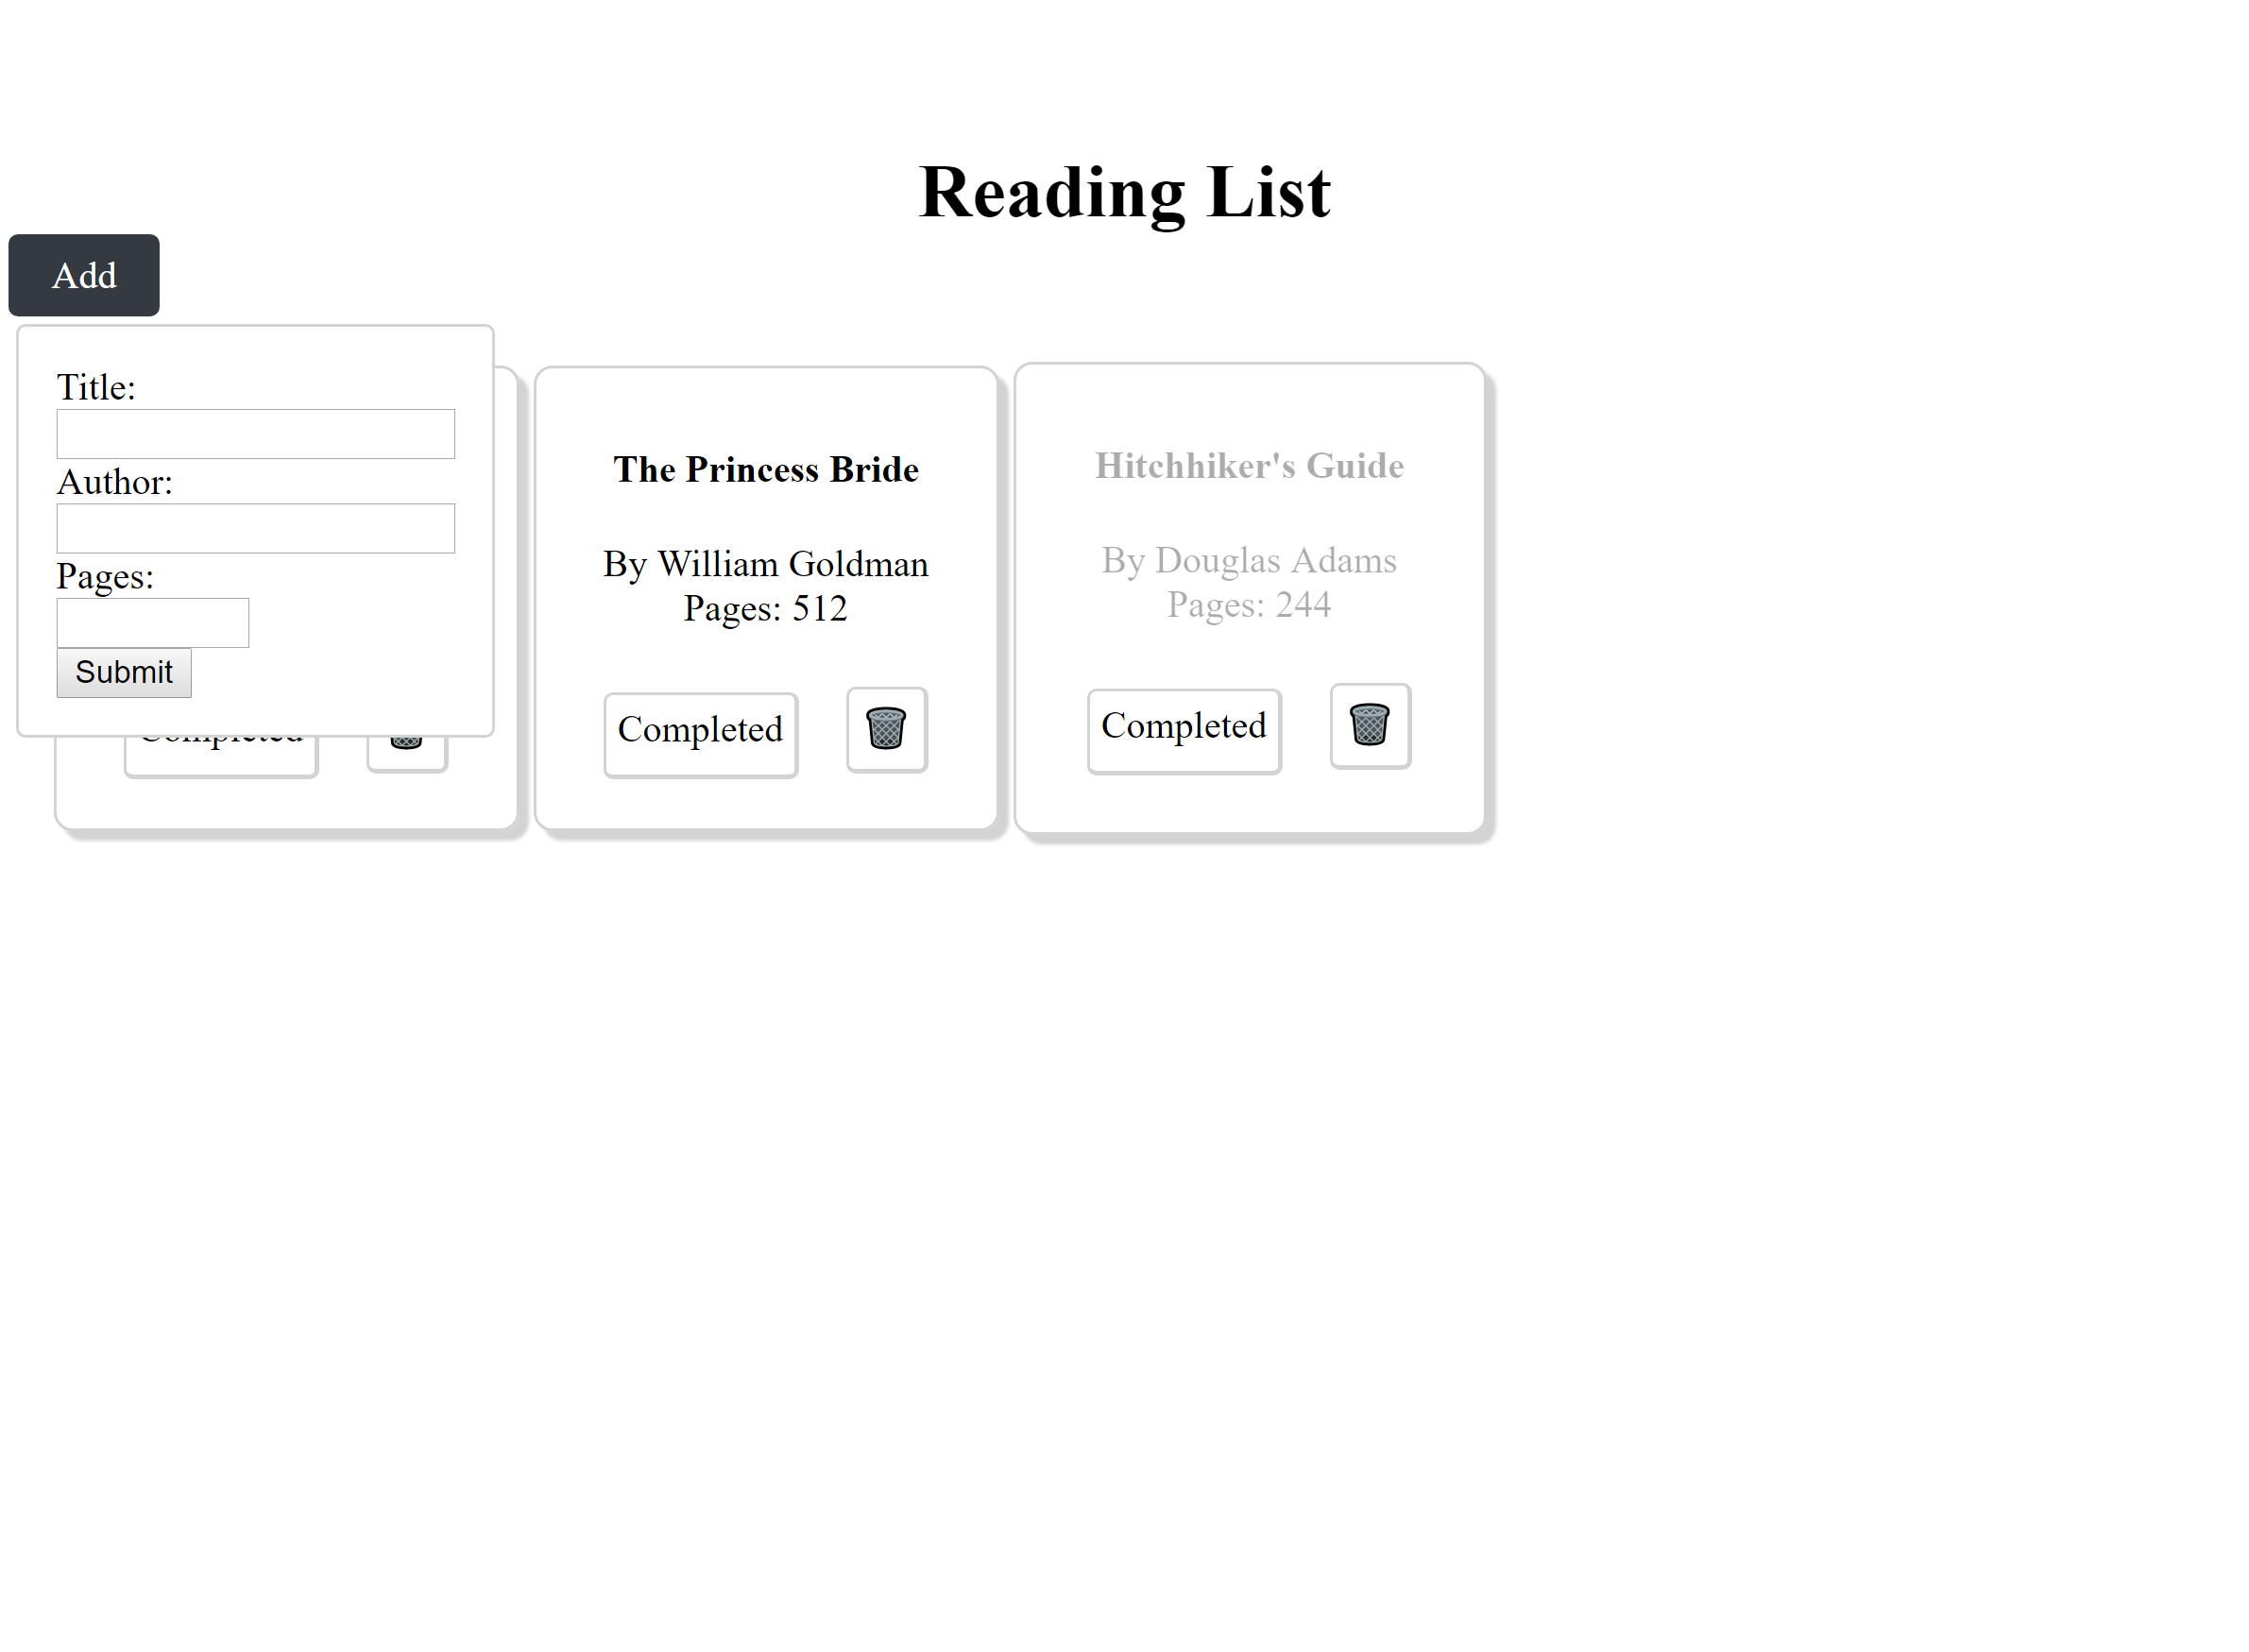 Reading List
Add
Title:
Author:
Pages:
Submit
Completed
The Princess Bride
By William Goldman
Pages: 512
Completed
Hitchhiker's Guide
By Douglas Adams
Pages: 244
Completed